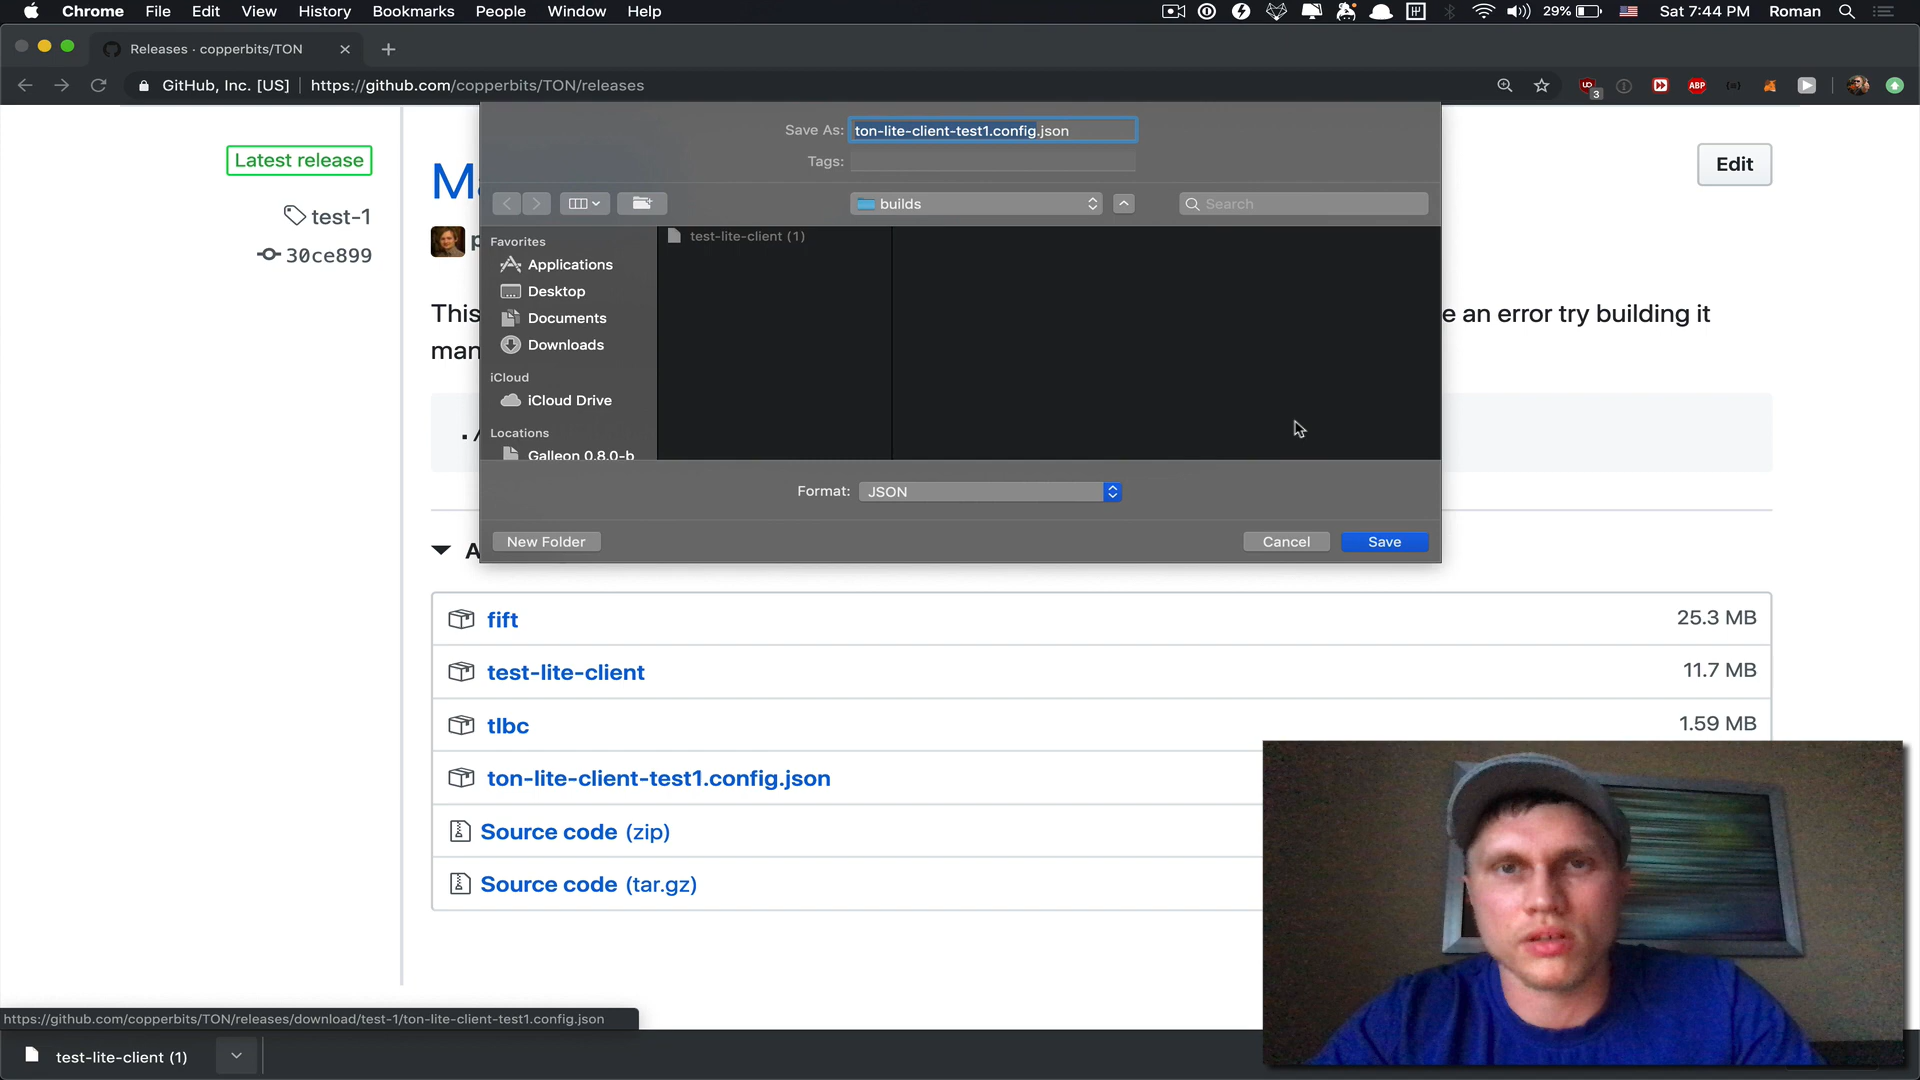 Chrome File Edit View History Bookmarks People Window Help 29% Sat 7:44 PM Roman
Releases · copperbits/TON
GitHub, Inc. [US] https://github.com/copperbits/TON/releases
3
ABP
Save As: ton-lite-client-test1.config.json
Tags:
builds
Search
Favorites
Applications
Desktop
Documents
Downloads
iCloud
iCloud Drive
Locations
Galleon 0.8.0-b
test-lite-client (1)
Format: JSON
New Folder
Cancel
Save
Latest release
test-1
30ce899
Edit
This
e an error try building it
fift 25.3 MB
test-lite-client 11.7 MB
tlbc 1.59 MB
ton-lite-client-test1.config.json
Source code (zip)
Source code (tar.gz)
https://github.com/copperbits/TON/releases/download/test-1/ton-lite-client-test1.config.json
test-lite-client (1)